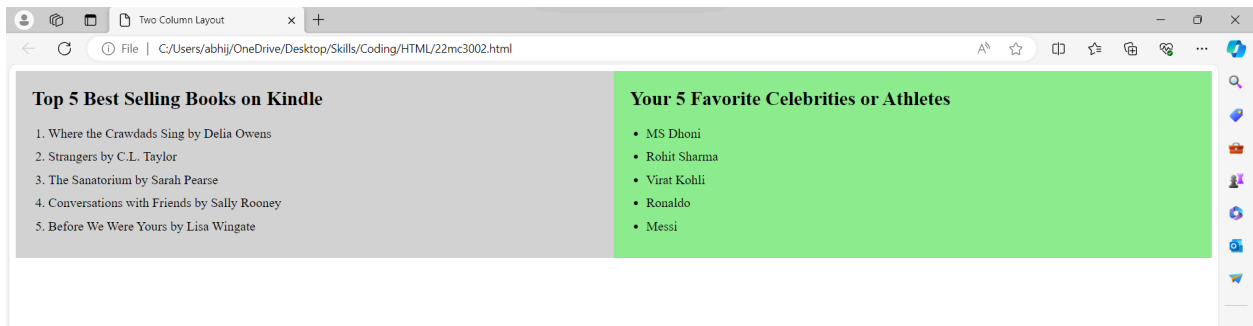 Two Column Layout
File | C:/Users/abhij/OneDrive/Desktop/Skills/Coding/HTML/22mc3002.html
Top 5 Best Selling Books on Kindle
1. Where the Crawdads Sing by Delia Owens
2. Strangers by C.L. Taylor
3. The Sanatorium by Sarah Pearse
4. Conversations with Friends by Sally Rooney
5. Before We Were Yours by Lisa Wingate
Your 5 Favorite Celebrities or Athletes
• MS Dhoni
• Rohit Sharma
• Virat Kohli
• Ronaldo
• Messi